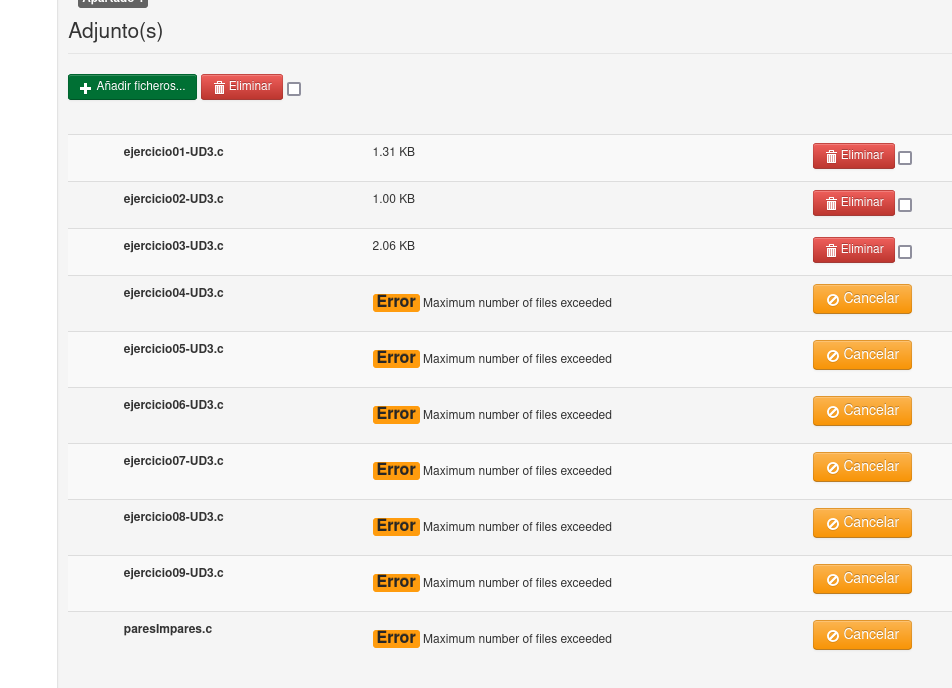 Apartado 1
Adjunto(s)
Añadir ficheros... Eliminar
ejercicio01-UD3.c 1.31 KB Eliminar
ejercicio02-UD3.c 1.00 KB Eliminar
ejercicio03-UD3.c 2.06 KB Eliminar
ejercicio04-UD3.c Error Maximum number of files exceeded Cancelar
ejercicio05-UD3.c Error Maximum number of files exceeded Cancelar
ejercicio06-UD3.c Error Maximum number of files exceeded Cancelar
ejercicio07-UD3.c Error Maximum number of files exceeded Cancelar
ejercicio08-UD3.c Error Maximum number of files exceeded Cancelar
ejercicio09-UD3.c Error Maximum number of files exceeded Cancelar
paresImpares.c Error Maximum number of files exceeded Cancelar